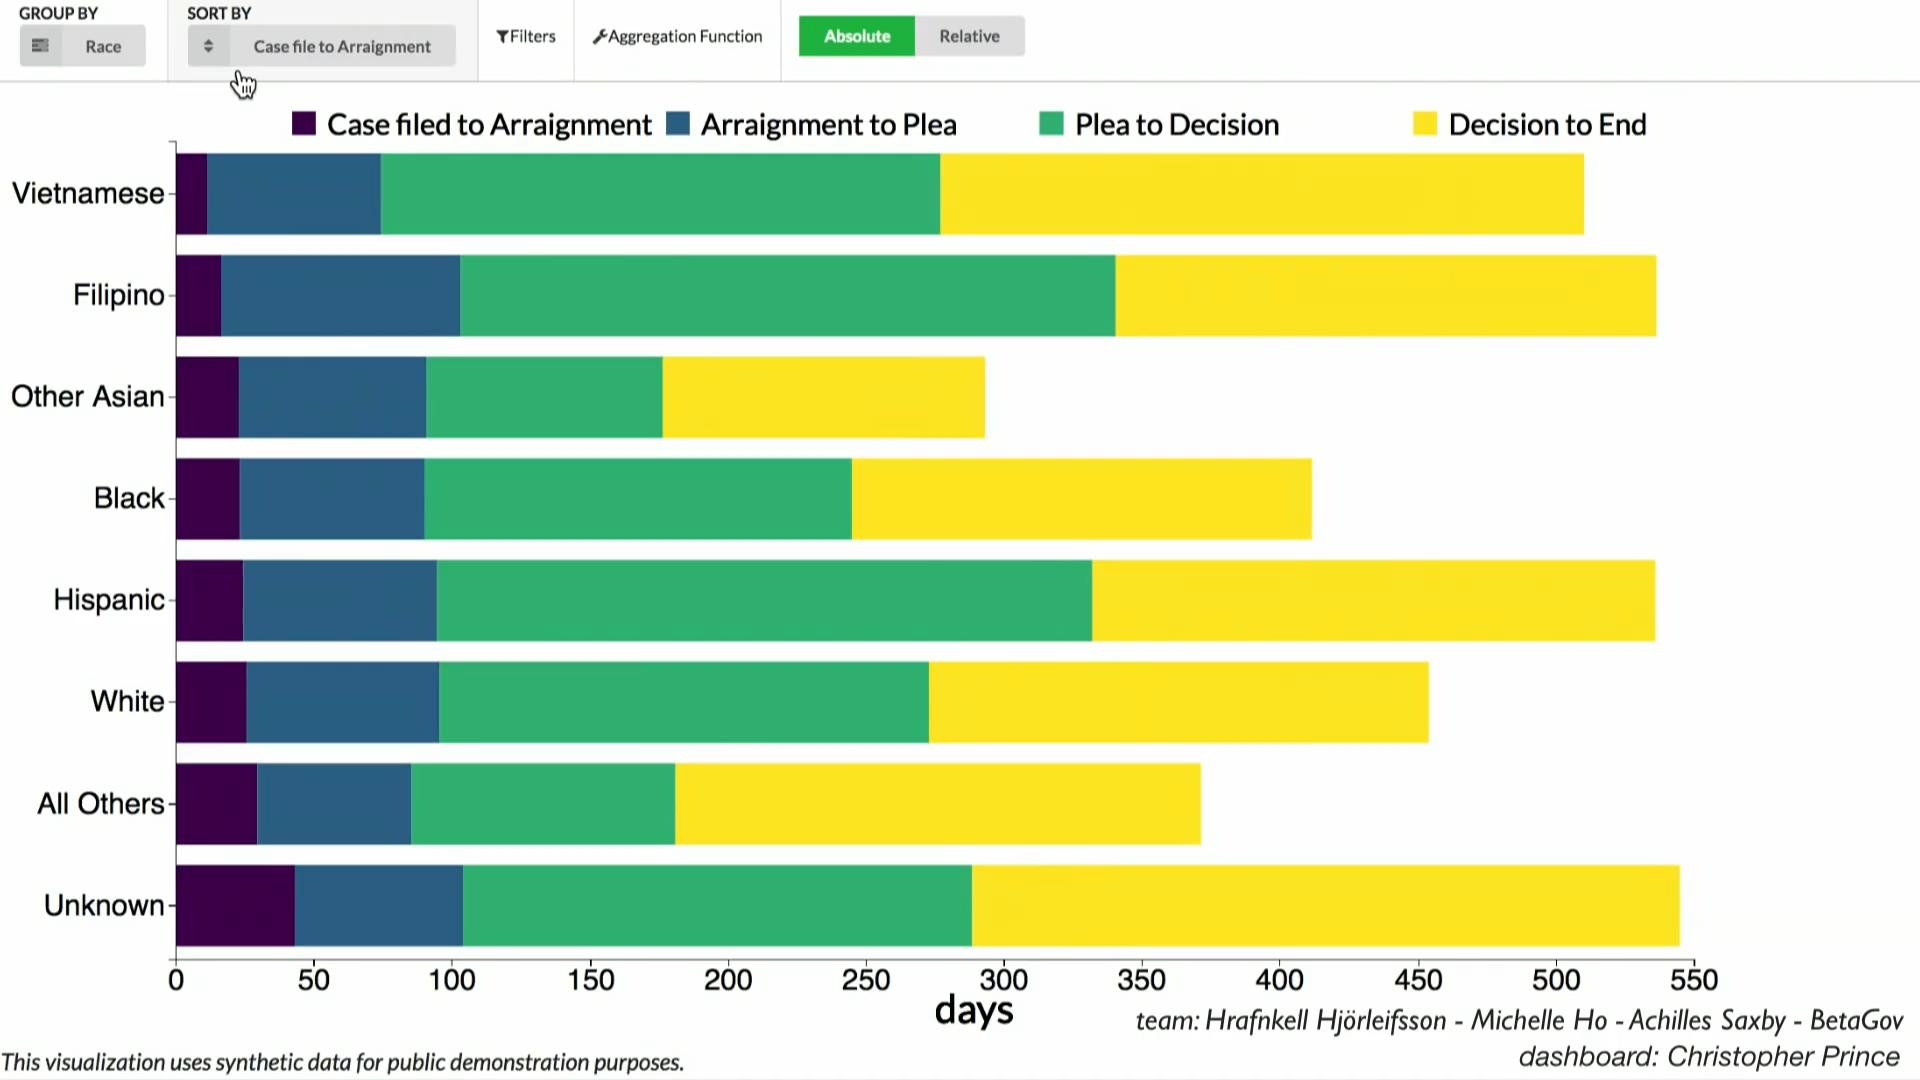 GROUP BY
SORT BY
Race
Case file to Arraignment
Filters
Aggregation Function
Absolute
Relative
Case filed to Arraignment
Arraignment to Plea
Plea to Decision
Decision to End
Vietnamese
Filipino
Other Asian
Black
Hispanic
White
All Others
Unknown
0 50 100 150 200 250 300 350 400 450 500 550
days
team: Hrafnkell Hjörleifsson - Michelle Ho - Achilles Saxby - BetaGov
dashboard: Christopher Prince
This visualization uses synthetic data for public demonstration purposes.